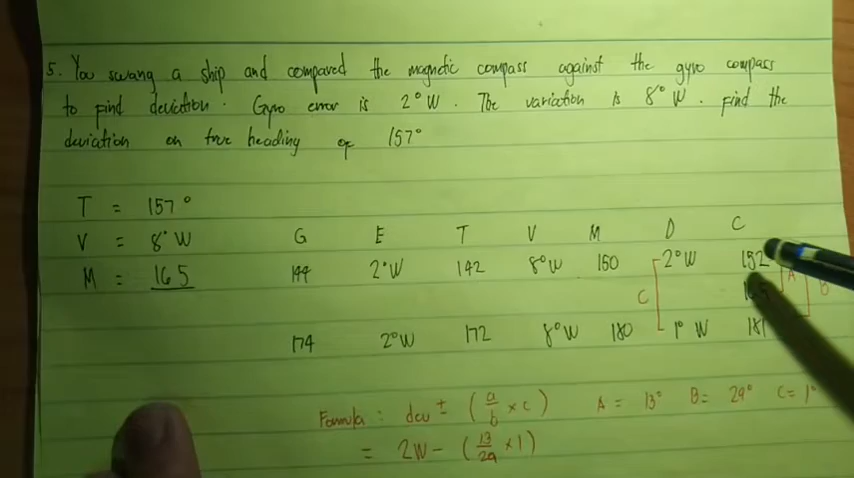 5. You swang a ship and compared the magnetic compass against the gyro compass
to find deviation. Gyro error is 2° W. The variation is 8° W. find the
deviation on true heading of 157°
T = 157°
V = 8° W
M = 165
G E T V M D C
144 2°W 142 8°W 150 2°W 152 A
C B
174 2°W 172 8°W 180 1° W 181
Formula : dev ± (a/b × c) A = 13° B = 29° C = 1°
= 2W - (13/29 × 1)